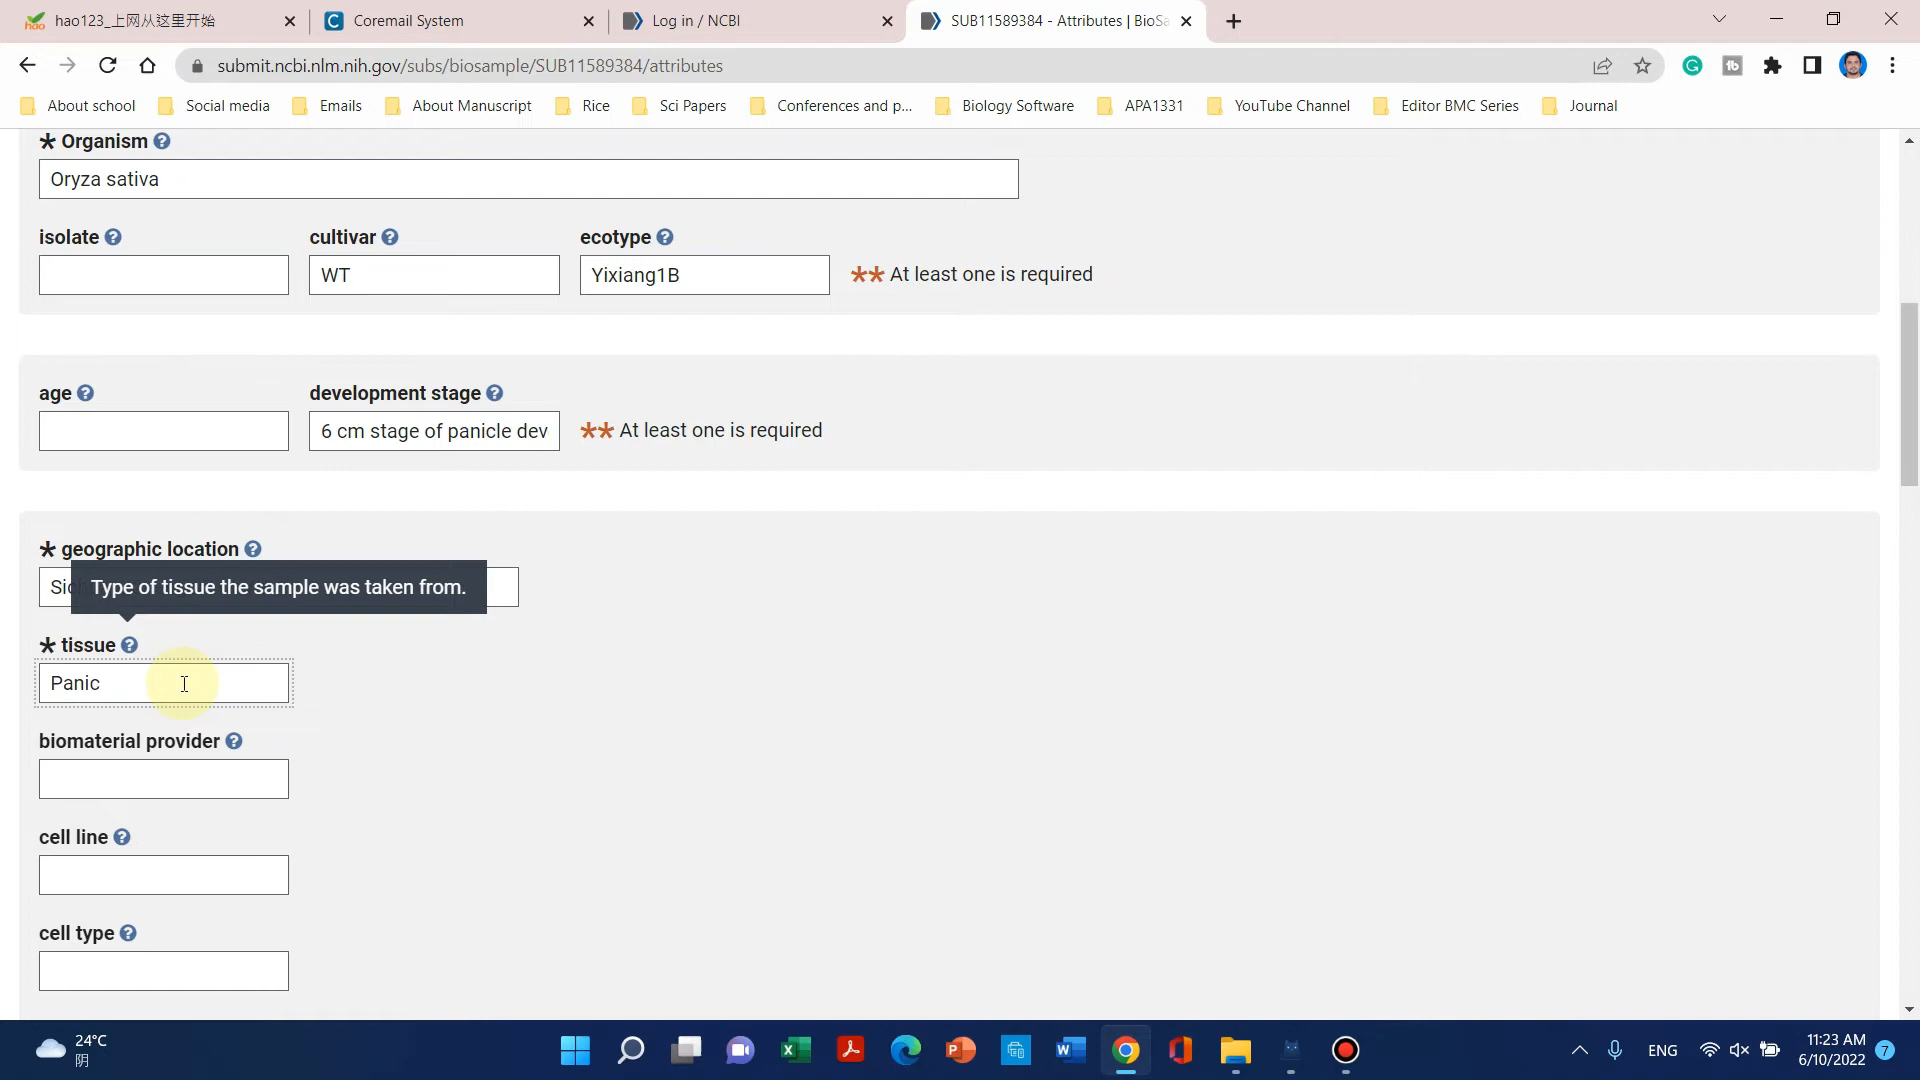 hao123_上网从这里开始
Coremail System
Log in / NCBI
SUB11589384 - Attributes | BioSa
submit.ncbi.nlm.nih.gov/subs/biosample/SUB11589384/attributes
About school
Social media
Emails
About Manuscript
Rice
Sci Papers
Conferences and p...
Biology Software
APA1331
YouTube Channel
Editor BMC Series
Journal
* Organism
Oryza sativa
isolate cultivar ecotype
WT Yixiang1B ** At least one is required
age development stage
6 cm stage of panicle dev ** At least one is required
* geographic location
Type of tissue the sample was taken from.
* tissue
Panic
biomaterial provider
cell line
cell type
24°C
阴
ENG
11:23 AM
6/10/2022
7